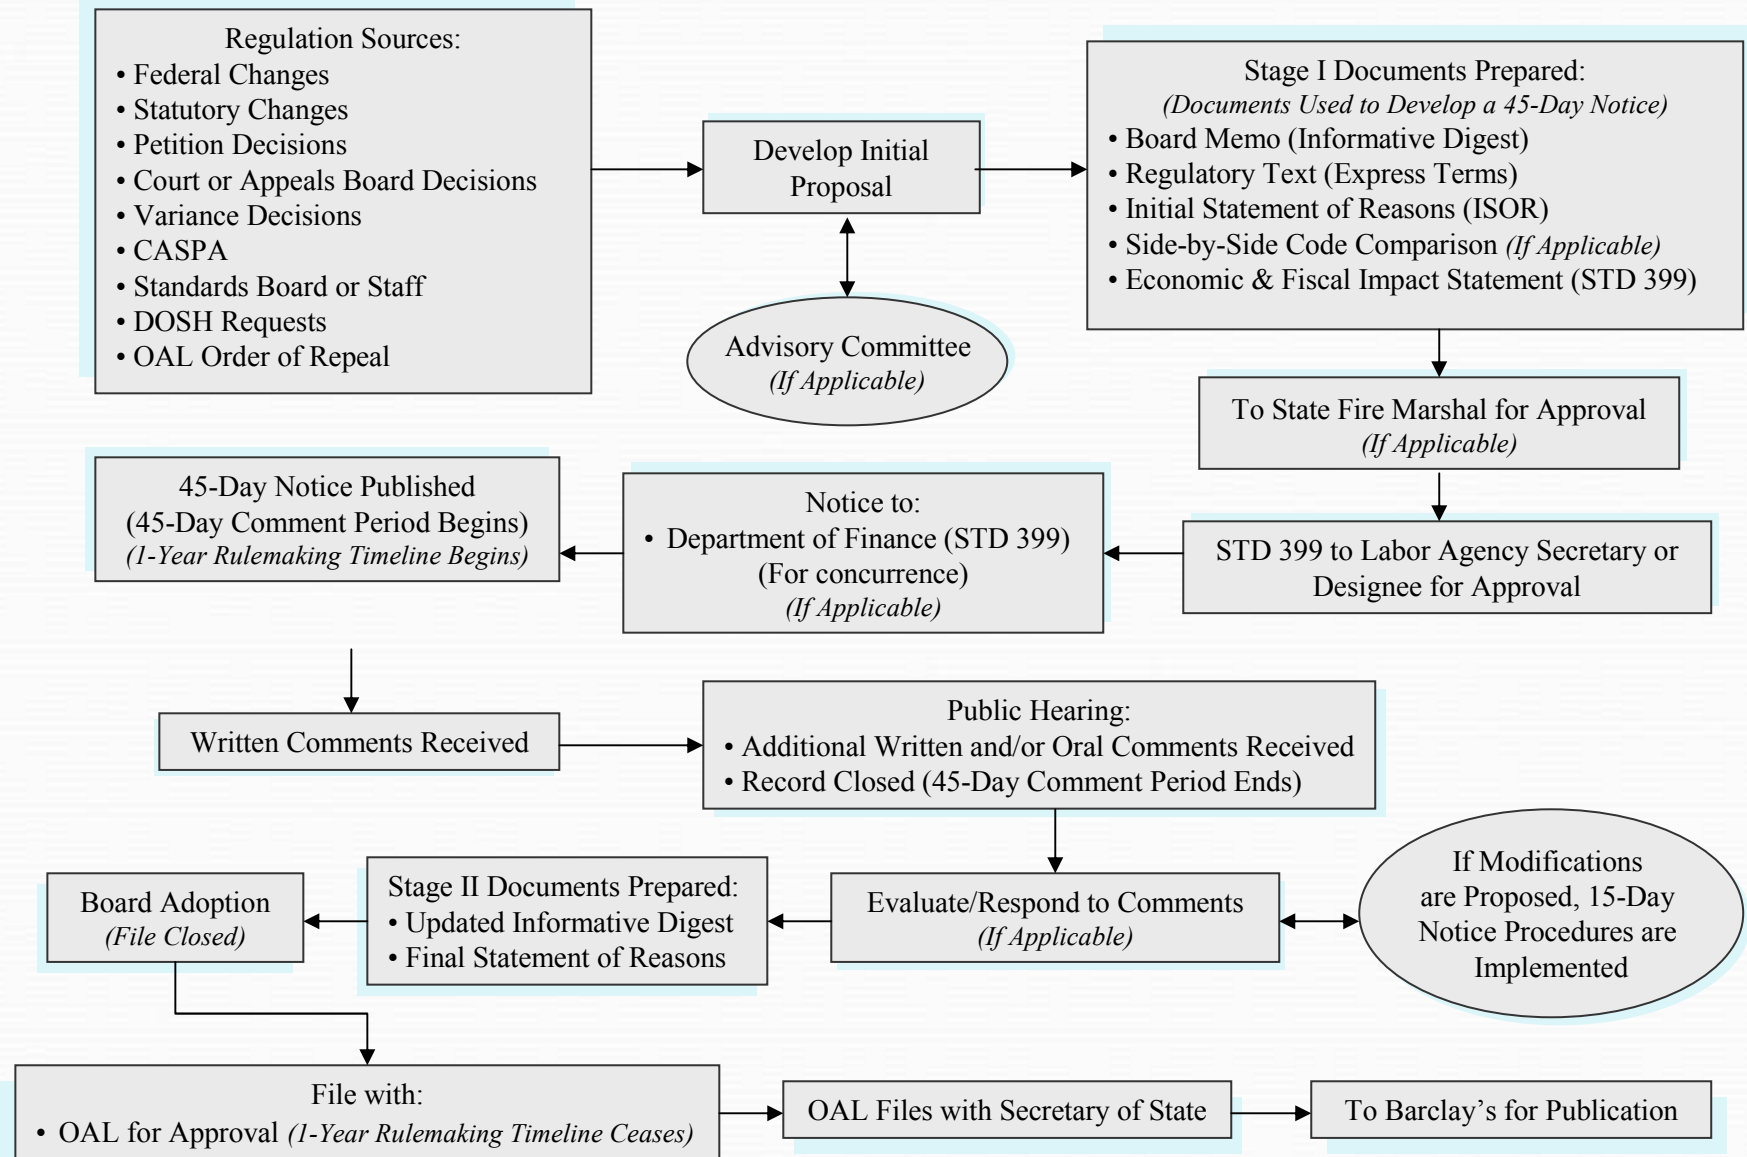 Regulation Sources:
• Federal Changes
• Statutory Changes
• Petition Decisions
• Court or Appeals Board Decisions
• Variance Decisions
• CASPA
• Standards Board or Staff
• DOSH Requests
• OAL Order of Repeal
Develop Initial
Proposal
Advisory Committee
(If Applicable)
Stage I Documents Prepared:
(Documents Used to Develop a 45-Day Notice)
• Board Memo (Informative Digest)
• Regulatory Text (Express Terms)
• Initial Statement of Reasons (ISOR)
• Side-by-Side Code Comparison (If Applicable)
• Economic & Fiscal Impact Statement (STD 399)
To State Fire Marshal for Approval
(If Applicable)
STD 399 to Labor Agency Secretary or
Designee for Approval
Notice to:
• Department of Finance (STD 399)
(For concurrence)
(If Applicable)
45-Day Notice Published
(45-Day Comment Period Begins)
(1-Year Rulemaking Timeline Begins)
Written Comments Received
Public Hearing:
• Additional Written and/or Oral Comments Received
• Record Closed (45-Day Comment Period Ends)
Evaluate/Respond to Comments
(If Applicable)
If Modifications
are Proposed, 15-Day
Notice Procedures are
Implemented
Stage II Documents Prepared:
• Updated Informative Digest
• Final Statement of Reasons
Board Adoption
(File Closed)
File with:
• OAL for Approval (1-Year Rulemaking Timeline Ceases)
OAL Files with Secretary of State
To Barclay's for Publication